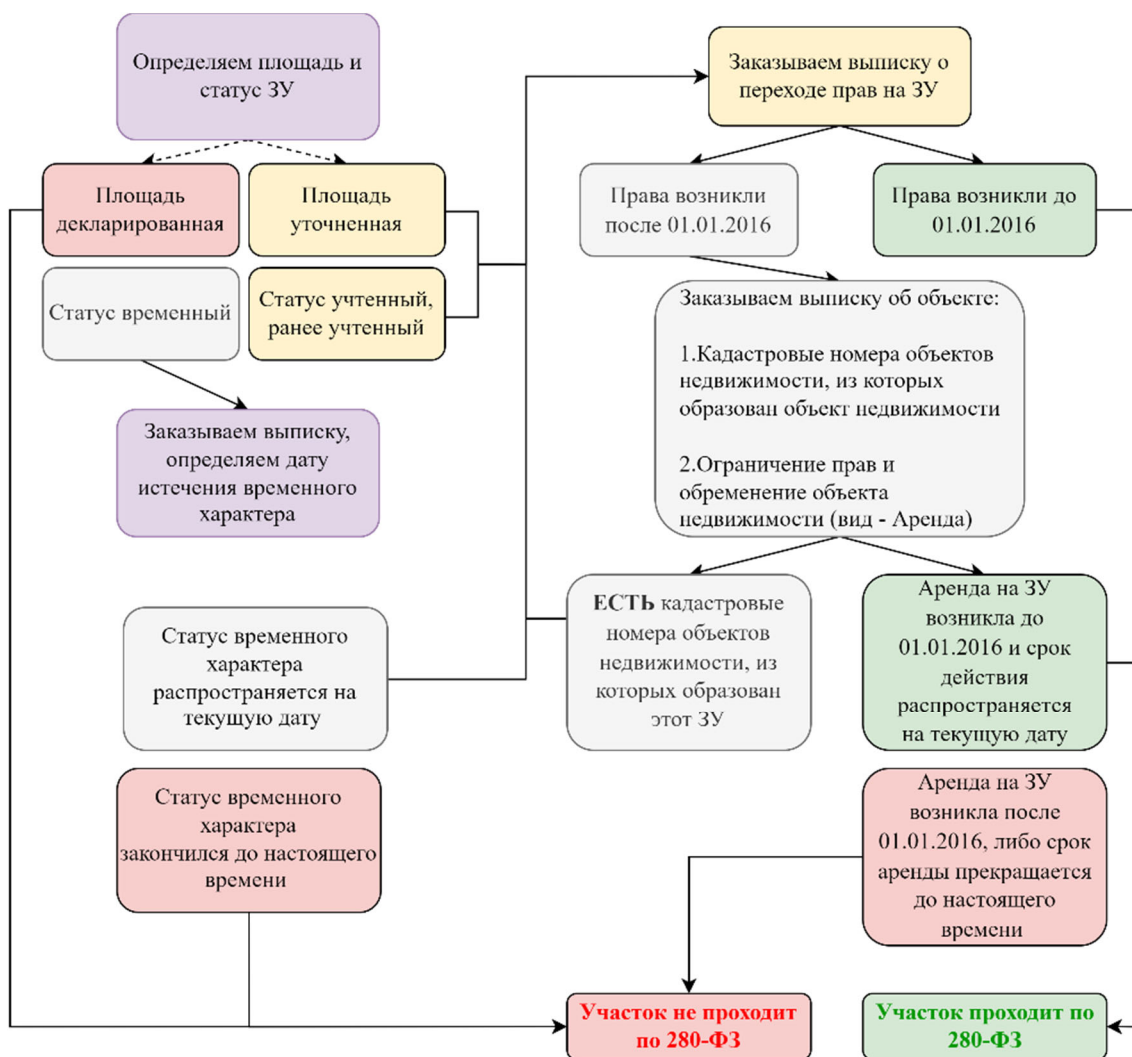 Определяем площадь и
статус ЗУ
Площадь
декларированная
Площадь
уточненная
Статус временный
Статус учтенный,
ранее учтенный
Заказываем выписку,
определяем дату
истечения временного
характера
Статус временного
характера
распространяется на
текущую дату
Статус временного
характера
закончился до настоящего
времени
Заказываем выписку о
переходе прав на ЗУ
Права возникли
после 01.01.2016
Права возникли до
01.01.2016
Заказываем выписку об объекте:
1.Кадастровые номера объектов
недвижимости, из которых
образован объект недвижимости
2.Ограничение прав и
обременение объекта
недвижимости (вид - Аренда)
ЕСТЬ кадастровые
номера объектов
недвижимости, из
которых образован
этот ЗУ
Аренда на ЗУ
возникла до
01.01.2016 и срок
действия
распространяется
на текущую дату
Аренда на ЗУ
возникла после
01.01.2016, либо срок
аренды прекращается
до настоящего
времени
Участок не проходит
по 280-ФЗ
Участок проходит по
280-ФЗ